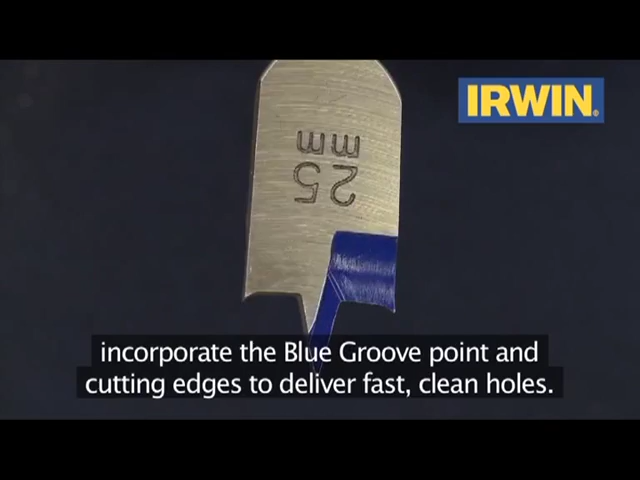 IRWIN®
25
mm
incorporate the Blue Groove point and
cutting edges to deliver fast, clean holes.